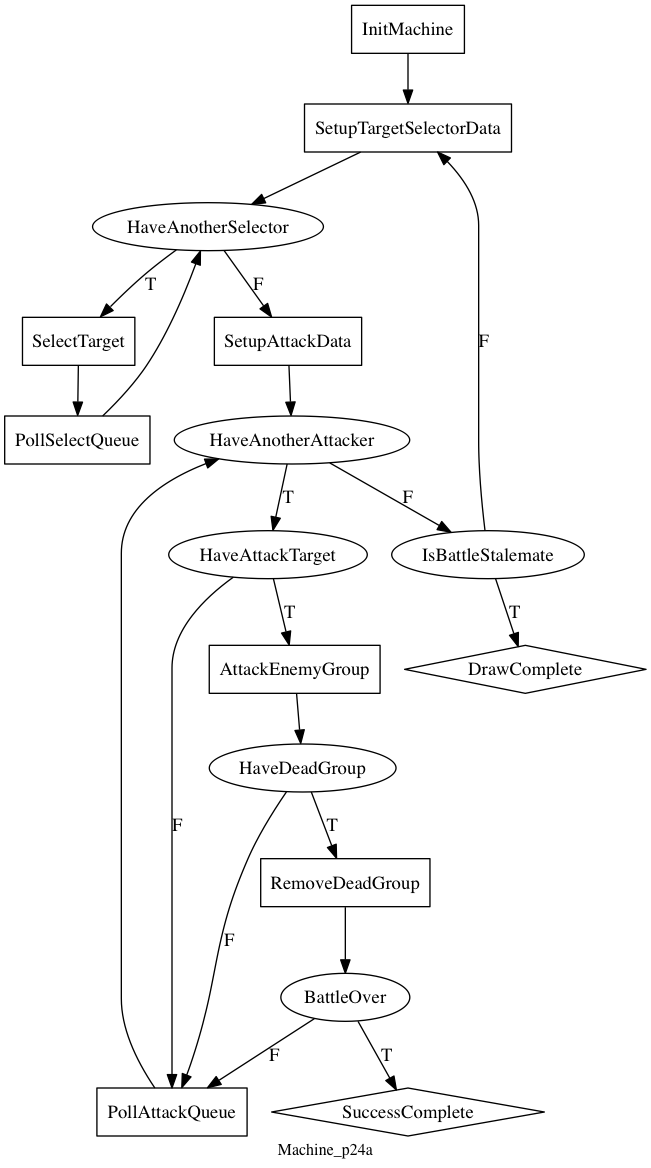 InitMachine
SetupTargetSelectorData
HaveAnotherSelector
T
F
SelectTarget
SetupAttackData
F
PollSelectQueue
HaveAnotherAttacker
T
F
HaveAttackTarget
IsBattleStalemate
T
T
AttackEnemyGroup
DrawComplete
HaveDeadGroup
F
T
RemoveDeadGroup
F
BattleOver
F
T
PollAttackQueue
SuccessComplete
Machine_p24a